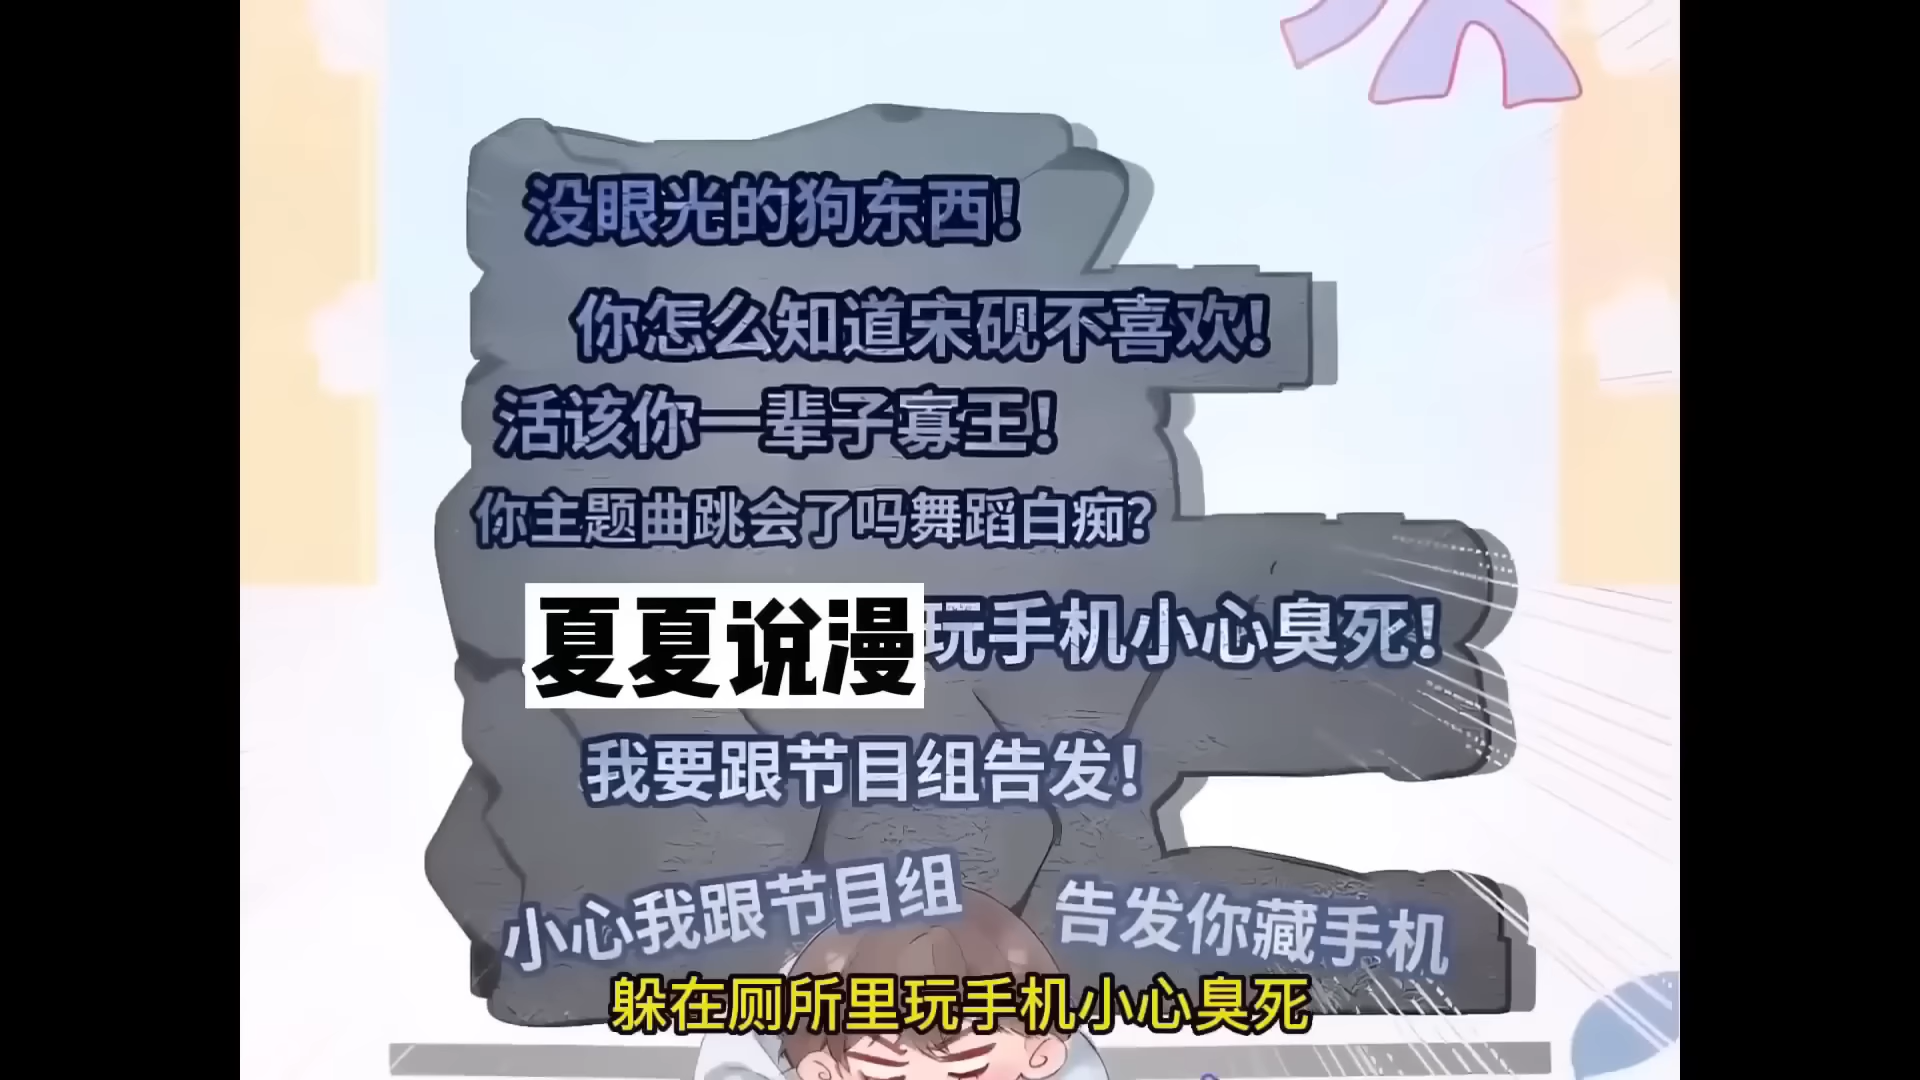 没眼光的狗东西！
你怎么知道宋砚不喜欢！
活该你一辈子寡王！
你主题曲跳会了吗舞蹈白痴？
夏夏说漫
玩手机小心臭死！
我要跟节目组告发！
小心我跟节目组
告发你藏手机
躲在厕所里玩手机小心臭死